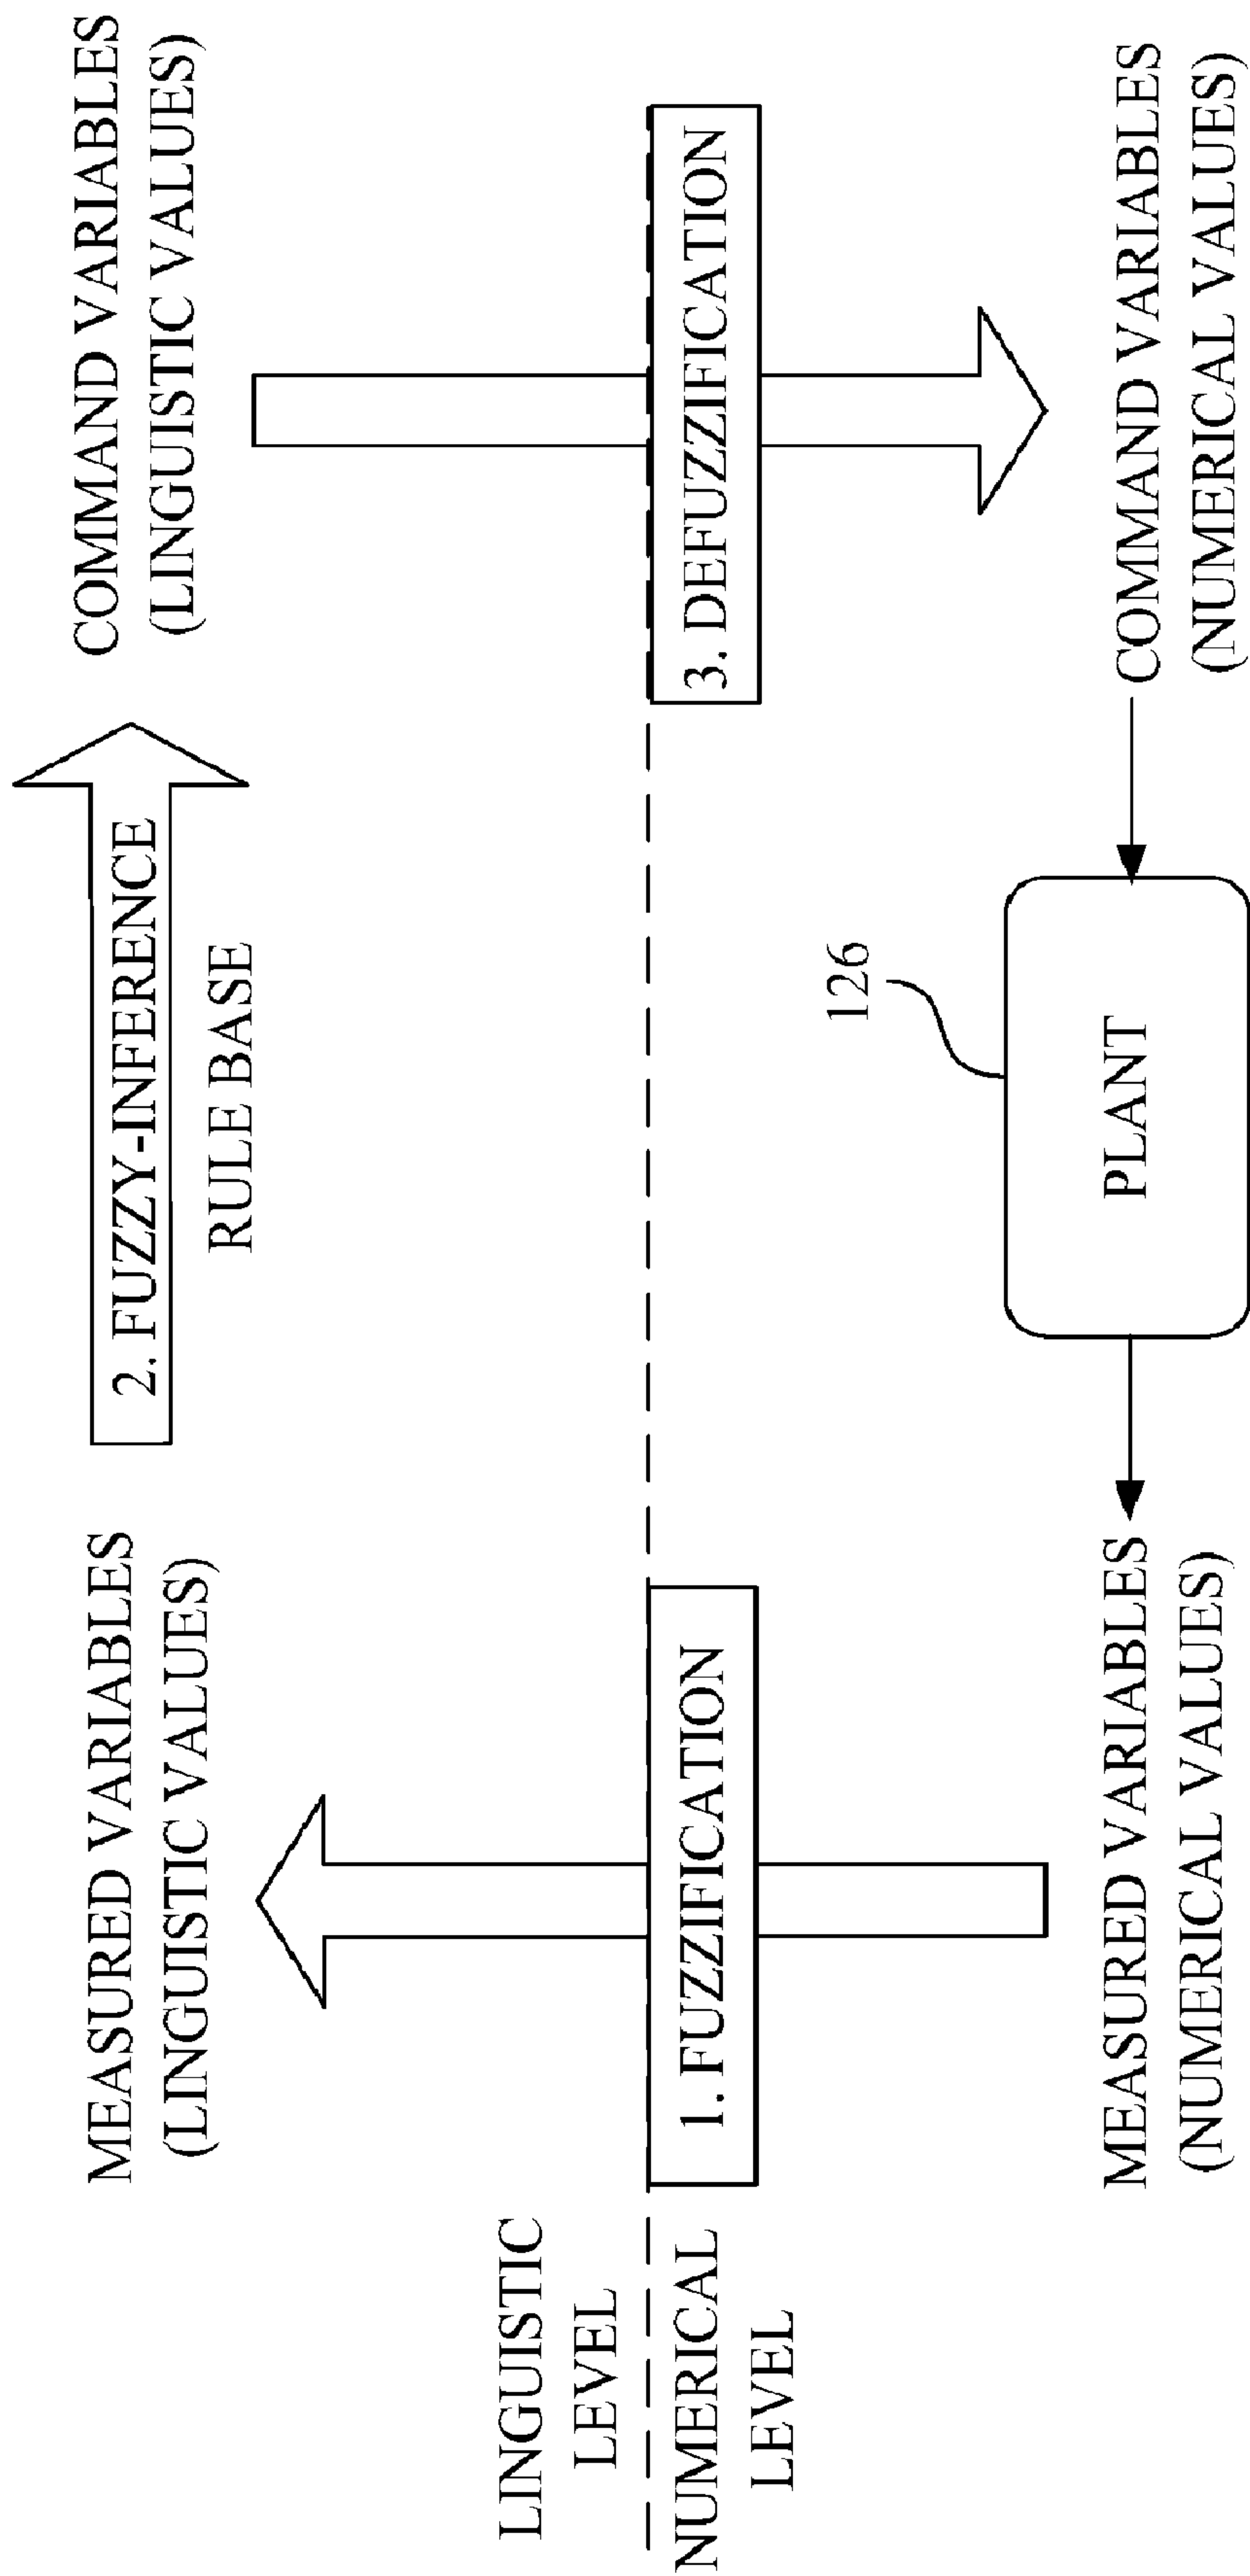 MEASURED VARIABLES
(LINGUISTIC VALUES)
2. FUZZY-INFERENCE
RULE BASE
COMMAND VARIABLES
(LINGUISTIC VALUES)
LINGUISTIC
LEVEL
NUMERICAL
LEVEL
1. FUZZIFICATION
3. DEFUZZIFICATION
126
MEASURED VARIABLES
(NUMERICAL VALUES)
PLANT
COMMAND VARIABLES
(NUMERICAL VALUES)